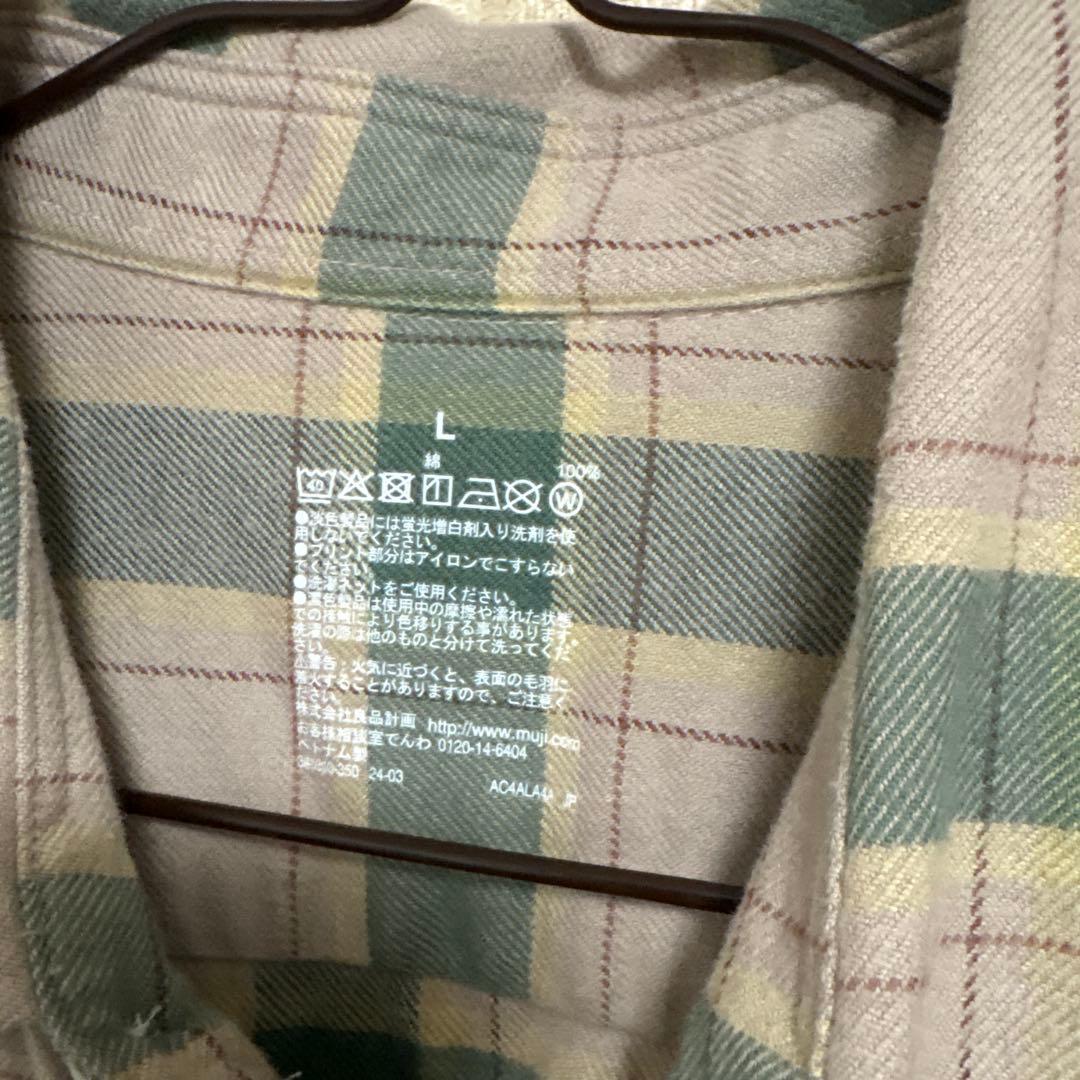 L
綿 100%
40 W
●淡色製品には蛍光増白剤入り洗剤を使
用しないでください。
●プリント部分はアイロンでこすらない
でください。
●洗濯ネットをご使用ください。
●濃色製品は使用中の摩擦や濡れた状態
での接触により色移りする事があります。
洗濯の際は他のものと分けて洗ってくだ
さい。
⚠警告：火気に近づくと、表面の毛羽に
着火することがありますので、ご注意く
ださい。
株式会社良品計画 http://www.muji.com
お客様相談室でんわ 0120-14-6404
ベトナム製
24-03 JP